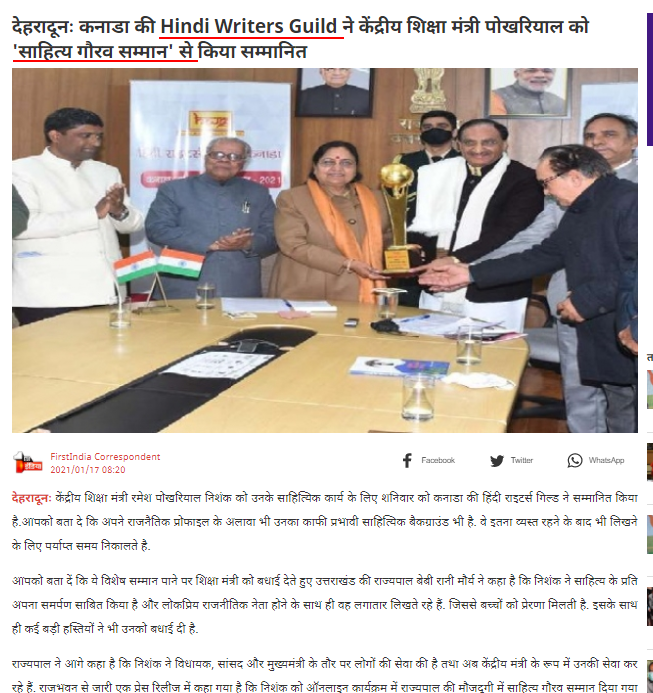 देहरादूनः कनाडा की Hindi Writers Guild ने केंद्रीय शिक्षा मंत्री पोखरियाल को
'साहित्य गौरव सम्मान' से किया सम्मानित
FirstIndia Correspondent
2021/01/17 08:20
Facebook
Twitter
WhatsApp
देहरादूनः केंद्रीय शिक्षा मंत्री रमेश पोखरियाल निशंक को उनके साहित्यिक कार्य के लिए शनिवार को कनाडा की हिंदी राइटर्स गिल्ड ने सम्मानित किया
है.आपको बता दे कि अपने राजनैतिक प्रोफाइल के अलावा भी उनका काफी प्रभावी साहित्यिक बैकग्राउंड भी है. वे इतना व्यस्त रहने के बाद भी लिखने
के लिए पर्याप्त समय निकालते है.
आपको बता दें कि ये विशेष सम्मान पाने पर शिक्षा मंत्री को बधाई देते हुए उत्तराखंड की राज्यपाल बेबी रानी मौर्य ने कहा है कि निशंक ने साहित्य के प्रति
अपना समर्पण साबित किया है और लोकप्रिय राजनीतिक नेता होने के साथ ही वह लगातार लिखते रहे हैं. जिससे बच्चों को प्रेरणा मिलती है. इसके साथ
ही कई बड़ी हस्तियों ने भी उनको बधाई दी है.
राज्यपाल ने आगे कहा है कि निशंक ने विधायक, सांसद और मुख्यमंत्री के तौर पर लोगों की सेवा की है तथा अब केंद्रीय मंत्री के रूप में उनकी सेवा कर
रहे हैं. राजभवन से जारी एक प्रेस रिलीज में कहा गया है कि निशंक को ऑनलाइन कार्यक्रम में राज्यपाल की मौजूदगी में साहित्य गौरव सम्मान दिया गया